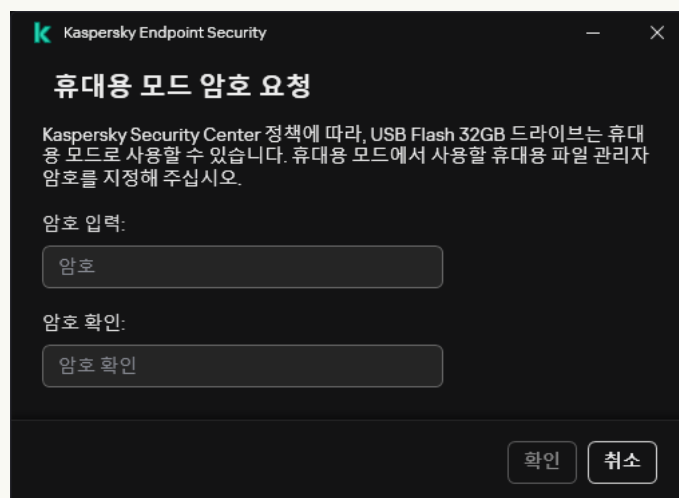 Kaspersky Endpoint Security
휴대용 모드 암호 요청
Kaspersky Security Center 정책에 따라, USB Flash 32GB 드라이브는 휴대
용 모드로 사용할 수 있습니다. 휴대용 모드에서 사용할 휴대용 파일 관리자
암호를 지정해 주십시오.
암호 입력:
암호
암호 확인:
암호 확인
확인 취소